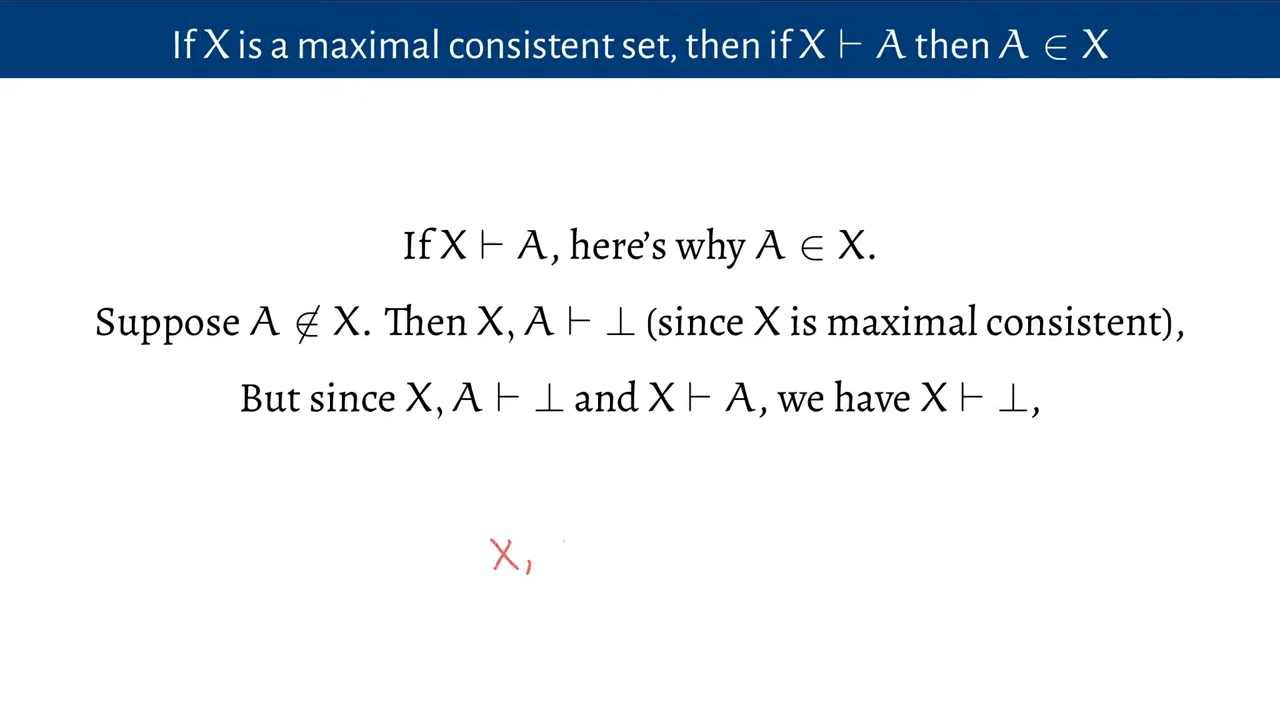 If X is a maximal consistent set, then if X ⊢ A then A ∈ X
If X ⊢ A, here’s why A ∈ X.
Suppose A ∉ X. Then X, A ⊢ ⊥ (since X is maximal consistent),
But since X, A ⊢ ⊥ and X ⊢ A, we have X ⊢ ⊥,
X,